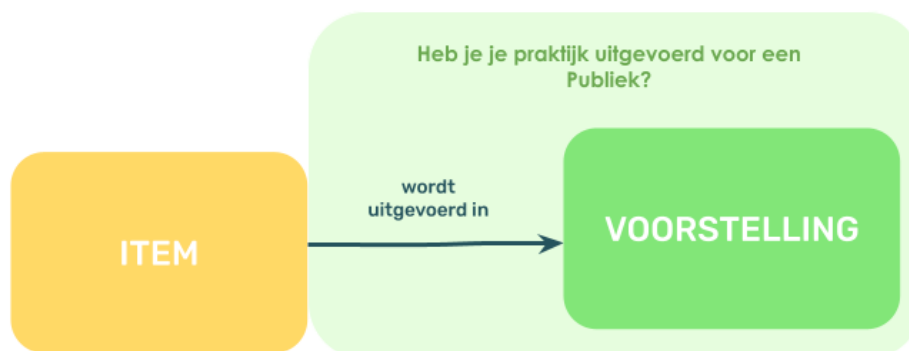 Heb je je praktijk uitgevoerd voor een
Publiek?
wordt
uitgevoerd in
ITEM
VOORSTELLING